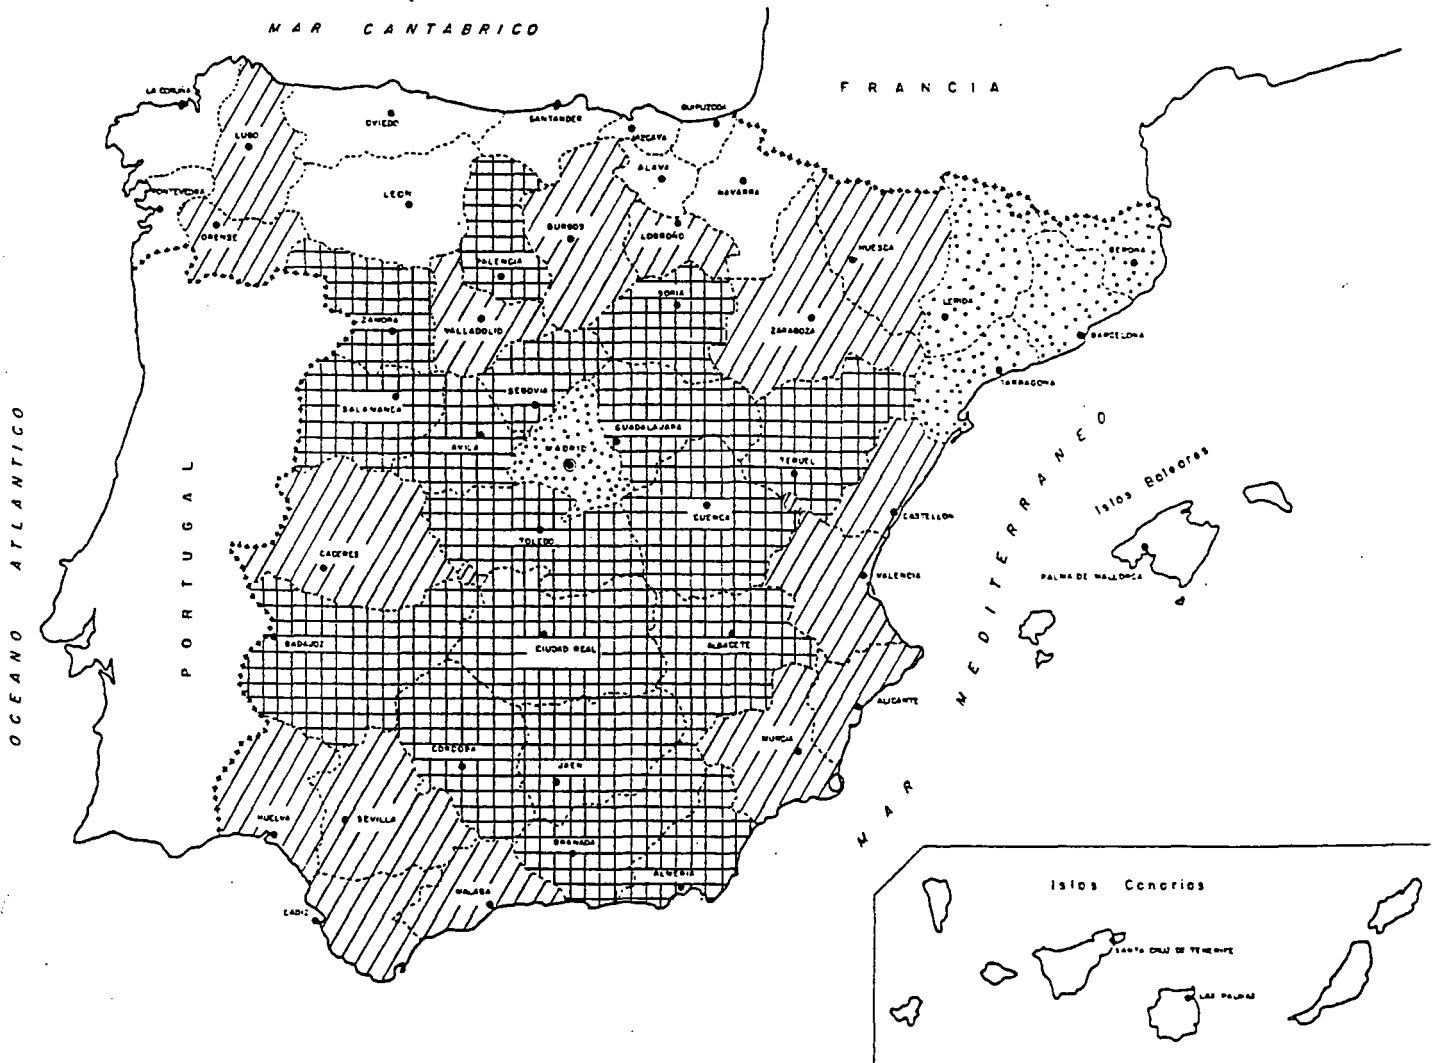 MAR CANTABRICO
FRANCIA
LA CORUÑA
OVIEDO
SANTANDER
GUIPUZCOA
VIZCAYA
LUGO
ALAVA
LEON
NAVARRA
PONTEVEDRA
ORENSE
BURGOS
LOGROÑO
HUESCA
GERONA
PALENCIA
SORIA
LERIDA
ZAMORA
VALLADOLID
ZARAGOZA
BARCELONA
TARRAGONA
SEGOVIA
SALAMANCA
GUADALAJARA
AVILA
MADRID
TERUEL
CUENCA
CASTELLON
TOLEDO
CACERES
VALENCIA
Islas Baleares
PALMA DE MALLORCA
OCEANO ATLANTICO
PORTUGAL
MAR MEDITERRANEO
BADAJOZ
CIUDAD REAL
ALBACETE
ALICANTE
MURCIA
CORDOBA
JAEN
HUELVA
SEVILLA
GRANADA
ALMERIA
MALAGA
CADIZ
Islas Canarias
SANTA CRUZ DE TENERIFE
LAS PALMAS